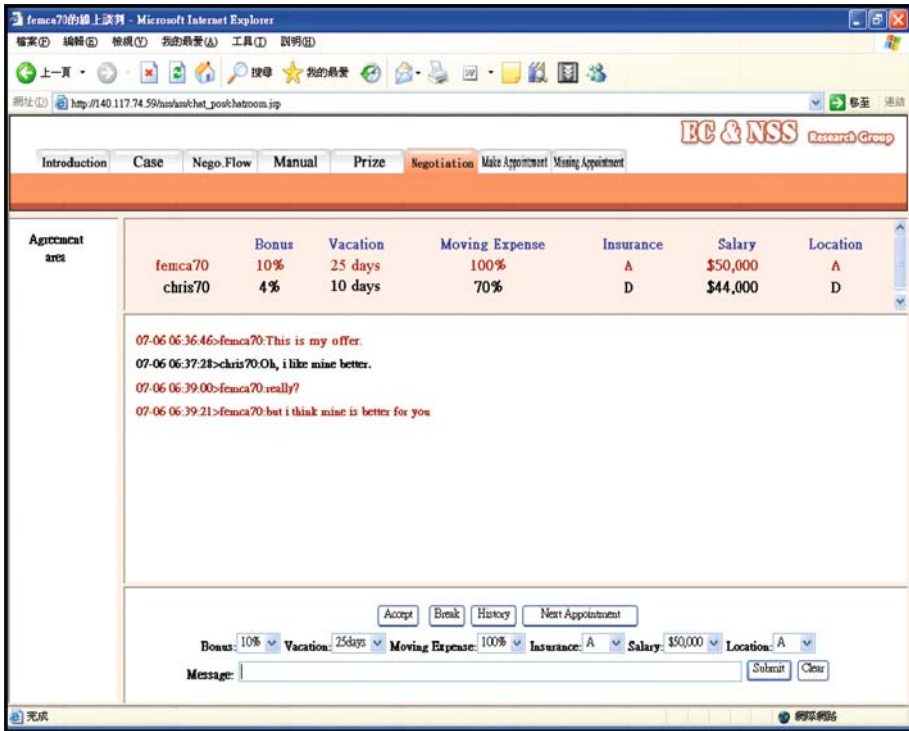 femca70的線上談判 - Microsoft Internet Explorer
檔案(F) 編輯(E) 檢視(V) 我的最愛(A) 工具(T) 說明(H)
上一頁 搜尋 我的最愛
網址(D) http://140.117.74.59/nss/nss/chat_pos/chatroom.jsp 移至 連結
EC & NSS Research Group
Introduction Case Nego.Flow Manual Prize Negotiation Make Appointment Missing Appointment
Agreement area
Bonus Vacation Moving Expense Insurance Salary Location
femca70 10% 25 days 100% A $50,000 A
chris70 4% 10 days 70% D $44,000 D
07-06 06:36:46>femca70:This is my offer.
07-06 06:37:28>chris70:Oh, i like mine better.
07-06 06:39:00>femca70:really?
07-06 06:39:21>femca70:but i think mine is better for you
Accept Break History Next Appointment
Bonus: 10% Vacation: 25days Moving Expense: 100% Insurance: A Salary: $50,000 Location: A
Message: Submit Clear
完成 網際網路